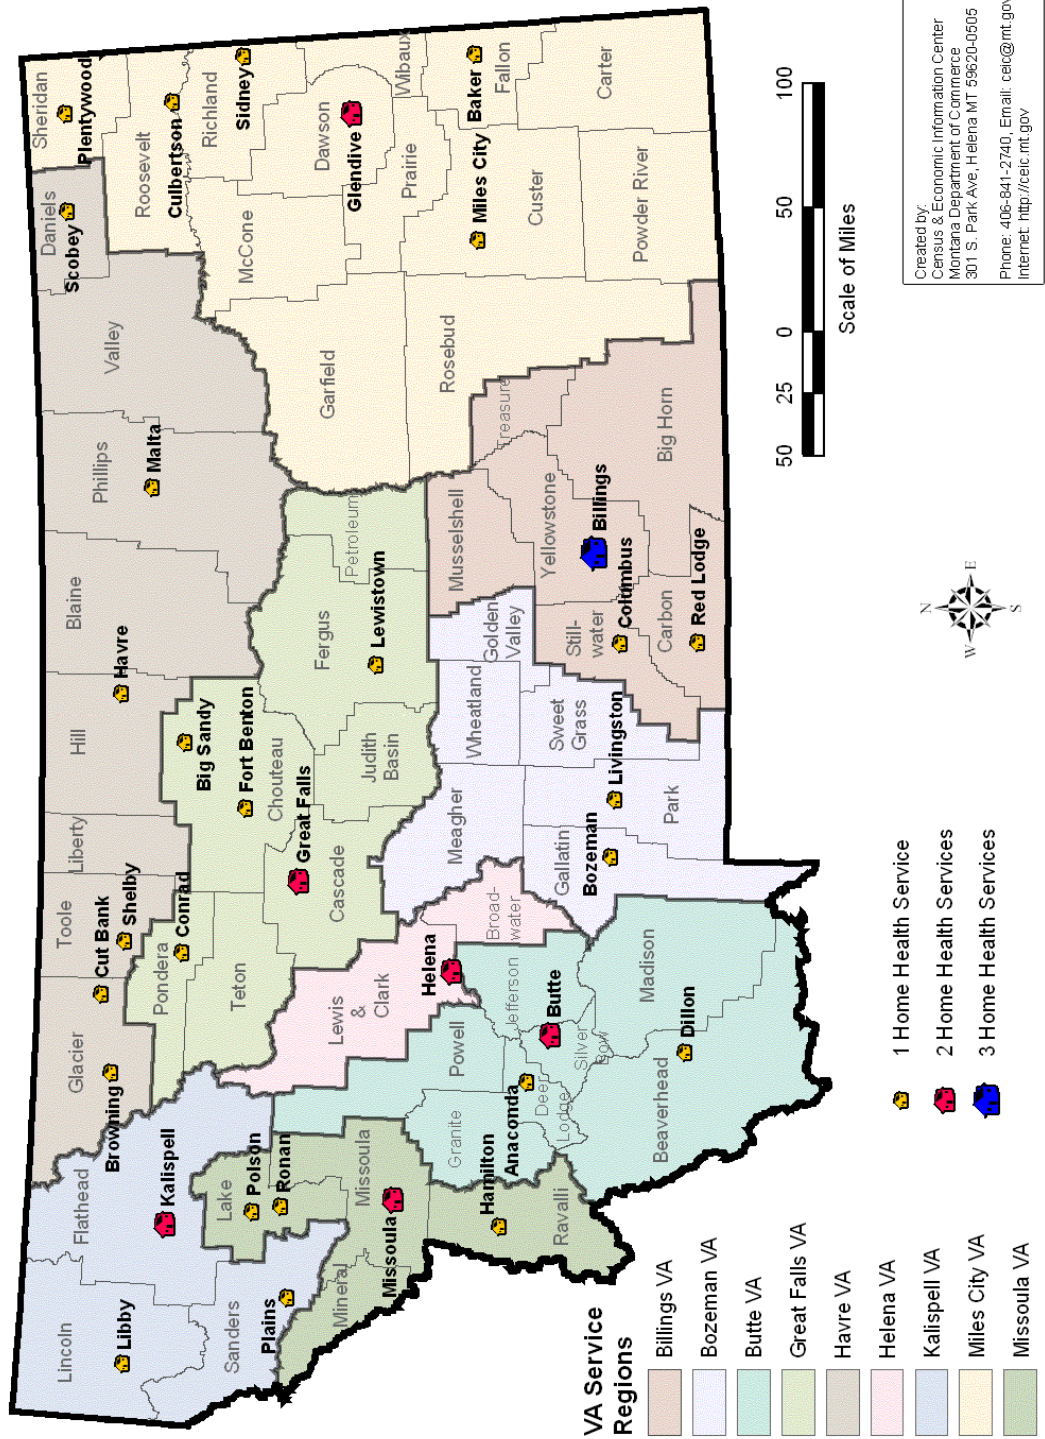 Lincoln
Libby
Flathead
Kalispell
Sanders
Plains
Lake
Polson
Ronan
Mineral
Missoula
Missoula
Ravalli
Hamilton
Glacier
Browning
Cut Bank
Toole
Shelby
Liberty
Pondera
Conrad
Teton
Hill
Havre
Blaine
Phillips
Malta
Valley
Daniels
Scobey
Sheridan
Plentywood
Roosevelt
Culbertson
Richland
Sidney
McCone
Dawson
Glendive
Wibaux
Prairie
Garfield
Big Sandy
Fort Benton
Chouteau
Great Falls
Cascade
Judith
Basin
Fergus
Lewistown
Petroleum
Lewis
&
Clark
Helena
Broad-
water
Powell
Granite
Jefferson
Butte
Silver
Bow
Anaconda
Deer
Lodge
Beaverhead
Dillon
Madison
Meagher
Wheatland
Golden
Valley
Gallatin
Bozeman
Park
Livingston
Sweet
Grass
Musselshell
Yellowstone
Billings
Still-
water
Columbus
Carbon
Red Lodge
Treasure
Big Horn
Rosebud
Custer
Miles City
Baker
Fallon
Powder River
Carter
VA Service
Regions
Billings VA
Bozeman VA
Butte VA
Great Falls VA
Havre VA
Helena VA
Kalispell VA
Miles City VA
Missoula VA
1 Home Health Service
2 Home Health Services
3 Home Health Services
N
W
E
S
50 25 0 50 100
Scale of Miles
Created by:
Census & Economic Information Center
Montana Department of Commerce
301 S. Park Ave, Helena MT 59620-0505
Phone: 406-841-2740, Email: ceic@mt.gov
Internet: http://ceic.mt.gov